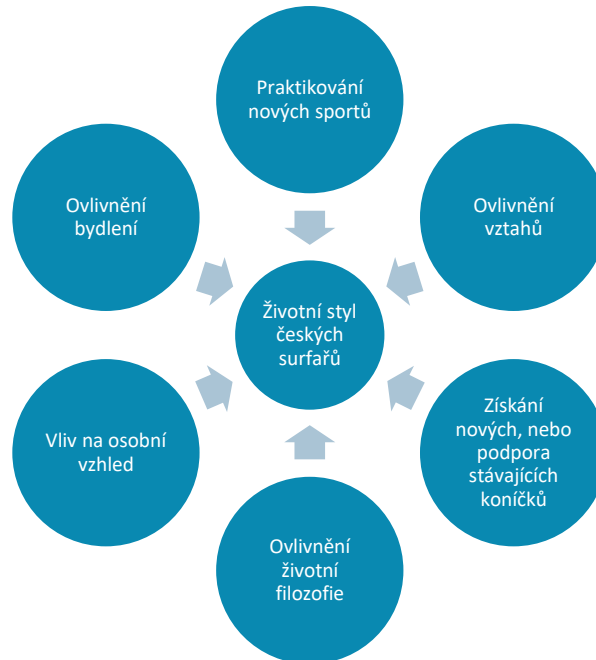 Praktikování
nových sportů
Ovlivnění
bydlení
Ovlivnění
vztahů
Životní styl
českých
surfařů
Vliv na osobní
vzhled
Získání
nových, nebo
podpora
stávajících
koníčků
Ovlivnění
životní
filozofie